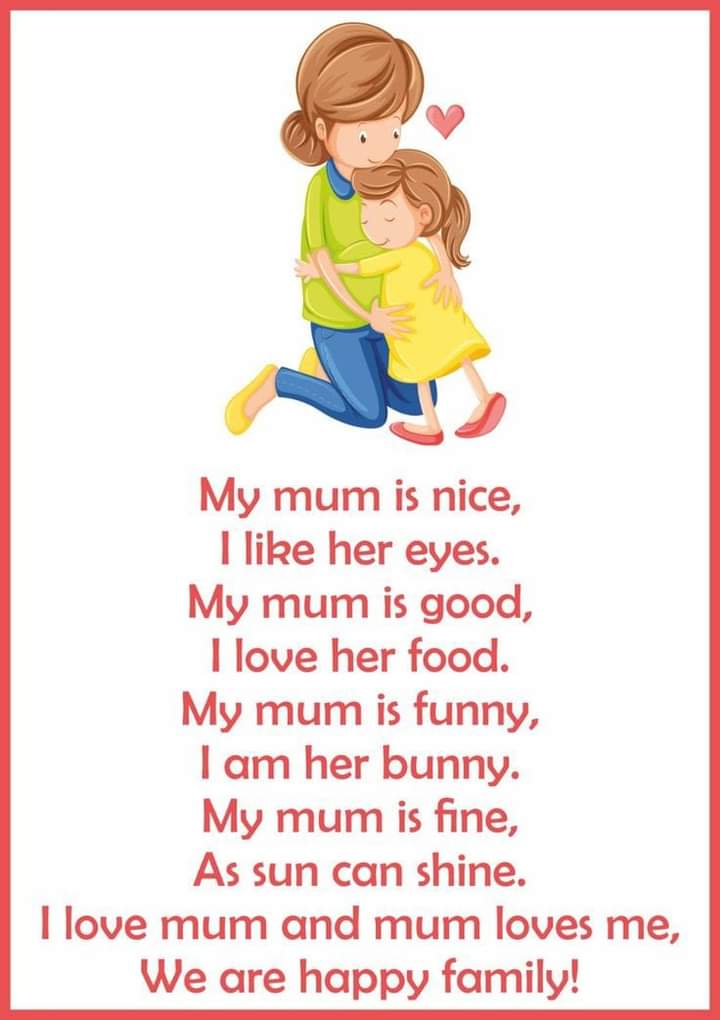 My mum is nice,
I like her eyes.
My mum is good,
I love her food.
My mum is funny,
I am her bunny.
My mum is fine,
As sun can shine.
I love mum and mum loves me,
We are happy family!